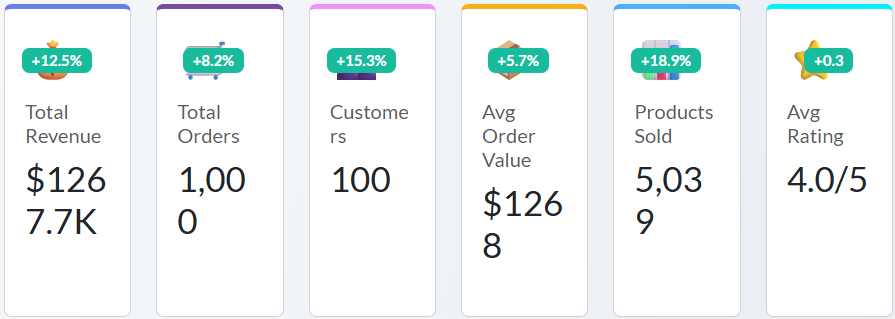 +12.5%
Total
Revenue
$126
7.7K
+8.2%
Total
Orders
1,00
0
+15.3%
Custome
rs
100
+5.7%
Avg
Order
Value
$126
8
+18.9%
Products
Sold
5,03
9
+0.3
Avg
Rating
4.0/5